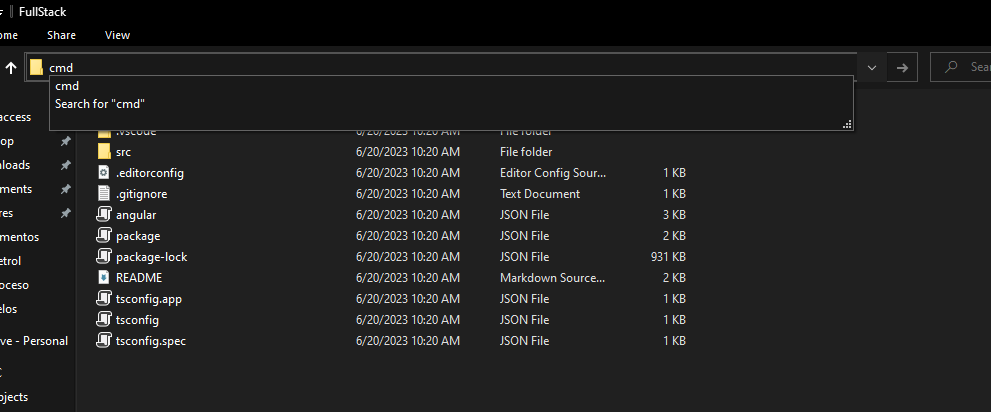 FullStack
ome Share View
cmd
Sea
cmd
Search for "cmd"
access
.vscode 6/20/2023 10:20 AM File folder
op
src 6/20/2023 10:20 AM File folder
nloads
.editorconfig 6/20/2023 10:20 AM Editor Config Sour... 1 KB
ments
.gitignore 6/20/2023 10:20 AM Text Document 1 KB
res
angular 6/20/2023 10:20 AM JSON File 3 KB
mentos
package 6/20/2023 10:20 AM JSON File 2 KB
etrol
package-lock 6/20/2023 10:20 AM JSON File 931 KB
oceso
README 6/20/2023 10:20 AM Markdown Source... 2 KB
elos
tsconfig.app 6/20/2023 10:20 AM JSON File 1 KB
tsconfig 6/20/2023 10:20 AM JSON File 1 KB
ve - Personal
tsconfig.spec 6/20/2023 10:20 AM JSON File 1 KB
ojects